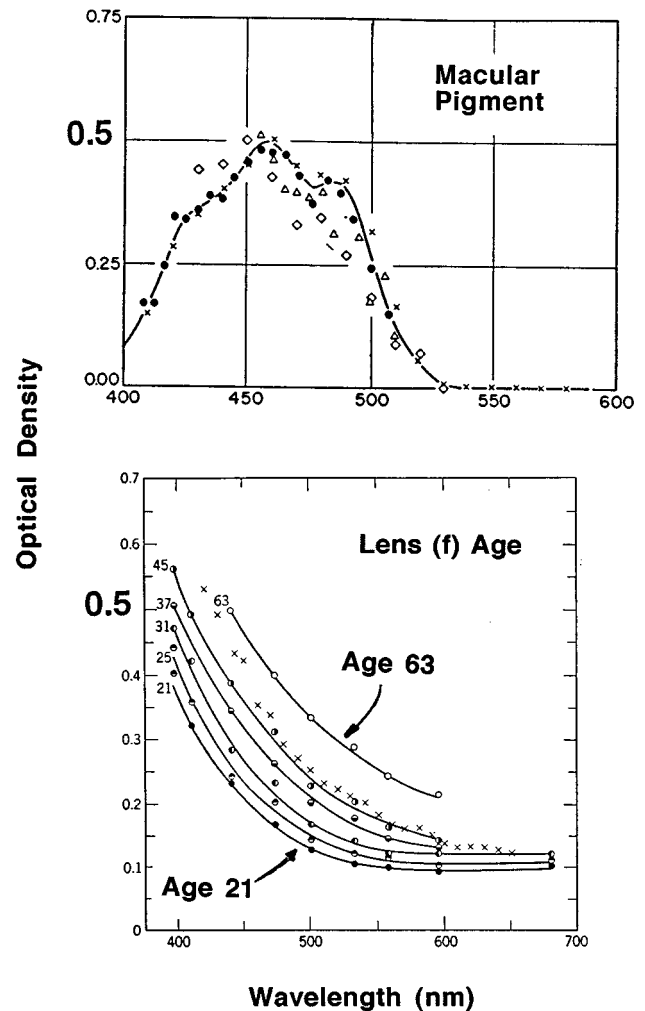 0.75
Macular
Pigment
0.5
0.25
0.00
400 450 500 550 600
Optical Density
0.7
Lens (f) Age
0.6
45
0.5
37
63
31
25
Age 63
0.4
21
0.3
0.2
Age 21
0.1
0
400 500 600 700
Wavelength (nm)